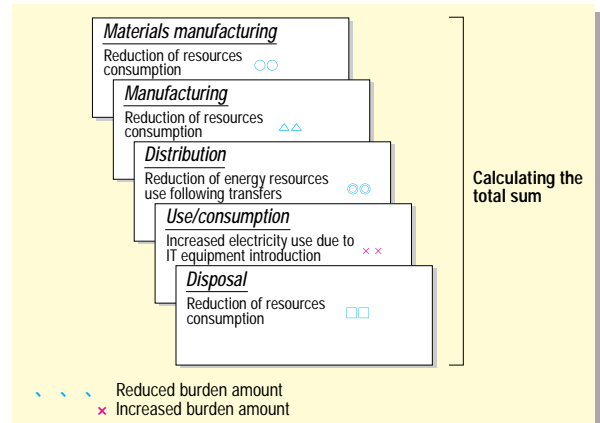 Materials manufacturing
Reduction of resources
consumption ○○
Manufacturing
Reduction of resources
consumption △△
Distribution
Reduction of energy resources
use following transfers ◎◎
Use/consumption
Increased electricity use due to
IT equipment introduction ××
Disposal
Reduction of resources
consumption □□
Calculating the
total sum
、 、 、 Reduced burden amount
× Increased burden amount